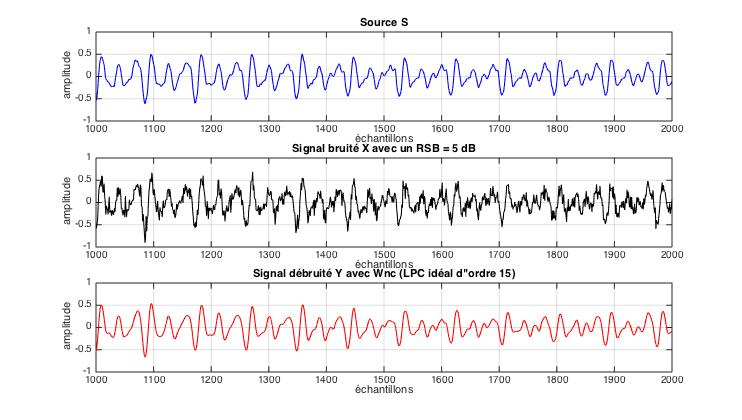 Source S
1
0.5
0
-0.5
-1
amplitude
1000 1100 1200 1300 1400 1500 1600 1700 1800 1900 2000
échantillons
Signal bruité X avec un RSB = 5 dB
1
0.5
0
-0.5
-1
amplitude
1000 1100 1200 1300 1400 1500 1600 1700 1800 1900 2000
échantillons
Signal débruité Y avec Wnc (LPC idéal d"ordre 15)
1
0.5
0
-0.5
-1
amplitude
1000 1100 1200 1300 1400 1500 1600 1700 1800 1900 2000
échantillons